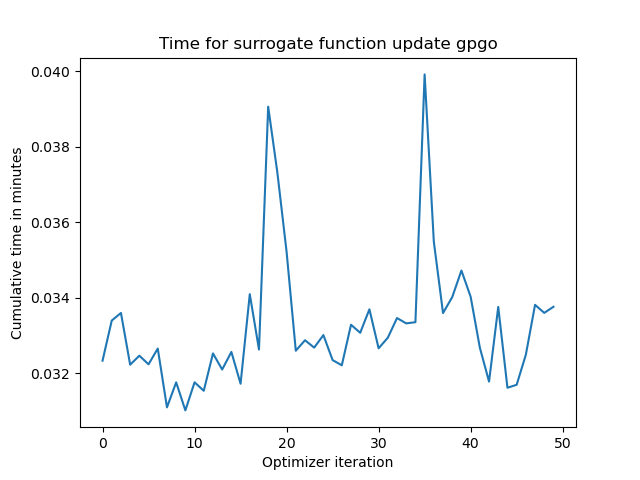 Time for surrogate function update gpgo
0.040
0.038
0.036
0.034
0.032
Cumulative time in minutes
0 10 20 30 40 50
Optimizer iteration